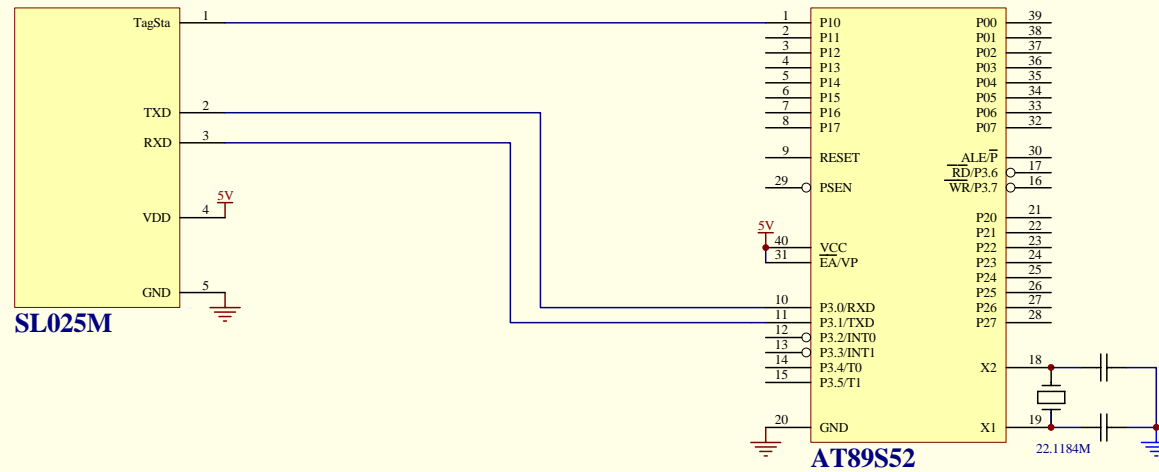 TagSta 1
TXD 2
RXD 3
5V
VDD 4
GND 5
SL025M
1 P10 P00 39
2 P11 P01 38
3 P12 P02 37
4 P13 P03 36
5 P14 P04 35
6 P15 P05 34
7 P16 P06 33
8 P17 P07 32
9 RESET ALE/P 30
RD/P3.6 17
29 PSEN WR/P3.7 16
P20 21
5V P21 22
40 VCC P22 23
31 EA/VP P23 24
P24 25
P25 26
10 P3.0/RXD P26 27
11 P3.1/TXD P27 28
12 P3.2/INT0
13 P3.3/INT1
14 P3.4/T0 X2 18
15 P3.5/T1
20 GND X1 19
22.1184M
AT89S52